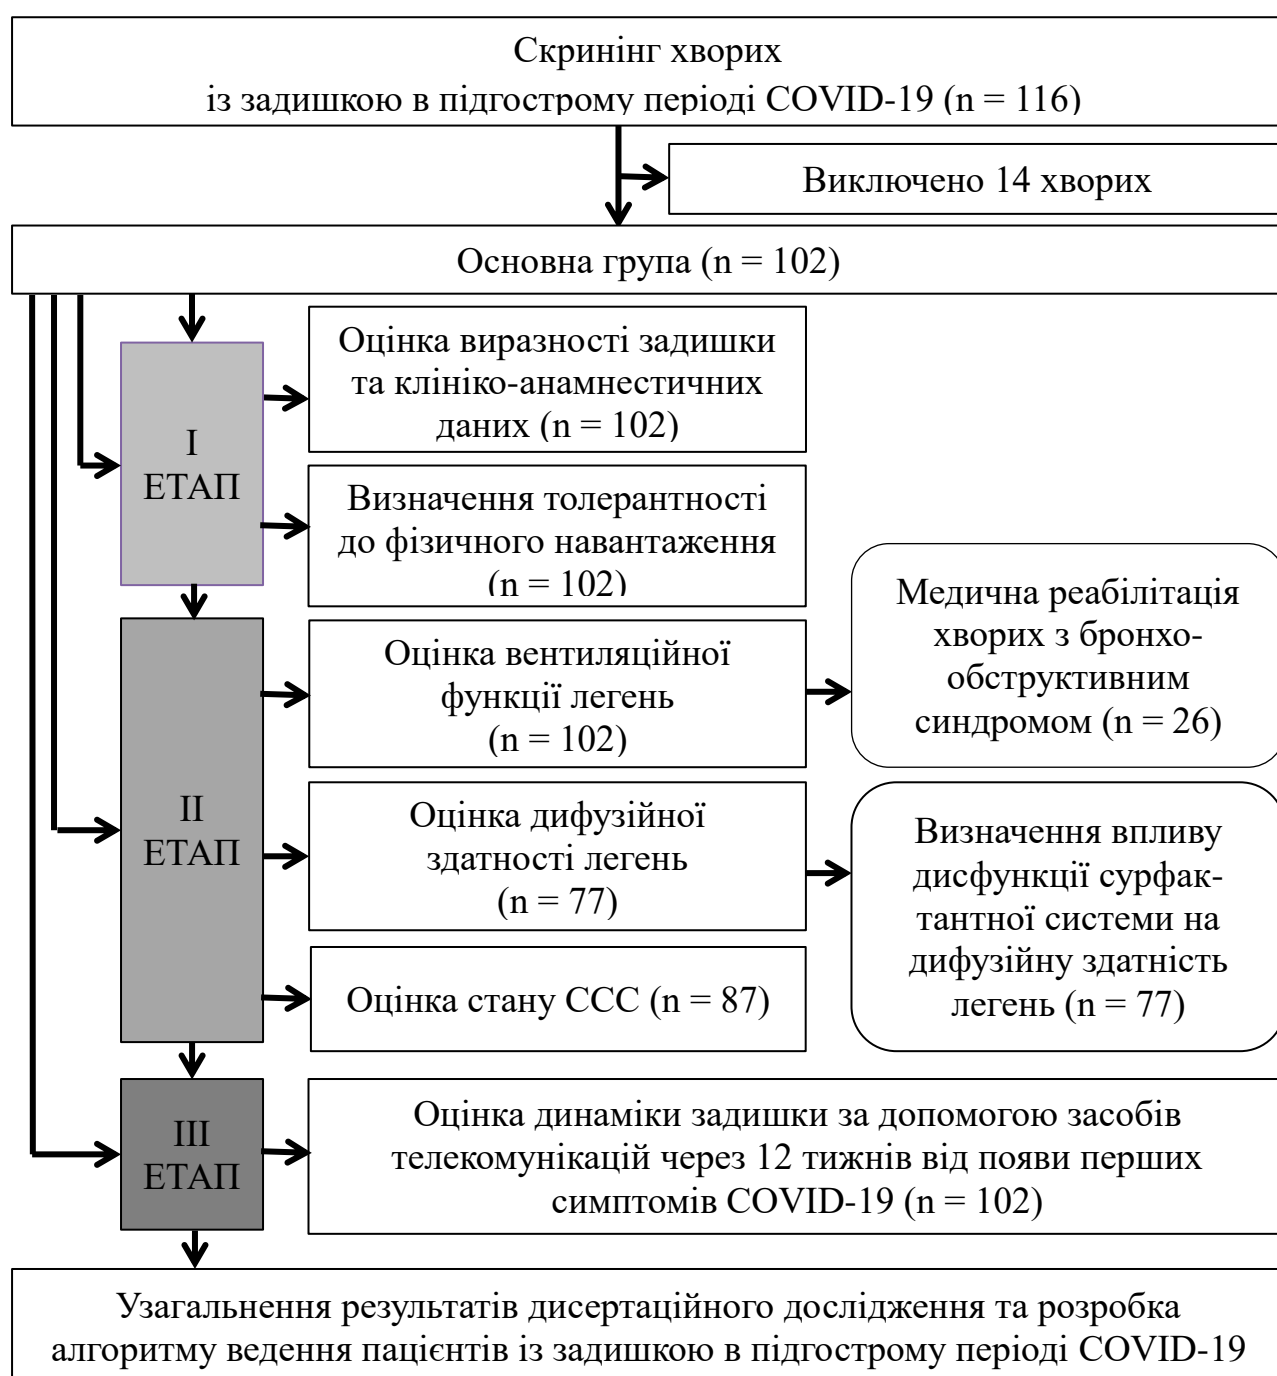 Скринінг хворих
із задишкою в підгострому періоді COVID-19 (n = 116)
Виключено 14 хворих
Основна група (n = 102)
І
ЕТАП
Оцінка виразності задишки
та клініко-анамнестичних
даних (n = 102)
Визначення толерантності
до фізичного навантаження
(n = 102)
ІІ
ЕТАП
Оцінка вентиляційної
функції легень
(n = 102)
Медична реабілітація
хворих з бронхо-
обструктивним
синдромом (n = 26)
Оцінка дифузійної
здатності легень
(n = 77)
Визначення впливу
дисфункції сурфак-
тантної системи на
дифузійну здатність
легень (n = 77)
Оцінка стану ССС (n = 87)
ІІІ
ЕТАП
Оцінка динаміки задишки за допомогою засобів
телекомунікацій через 12 тижнів від появи перших
симптомів COVID-19 (n = 102)
Узагальнення результатів дисертаційного дослідження та розробка
алгоритму ведення пацієнтів із задишкою в підгострому періоді COVID-19